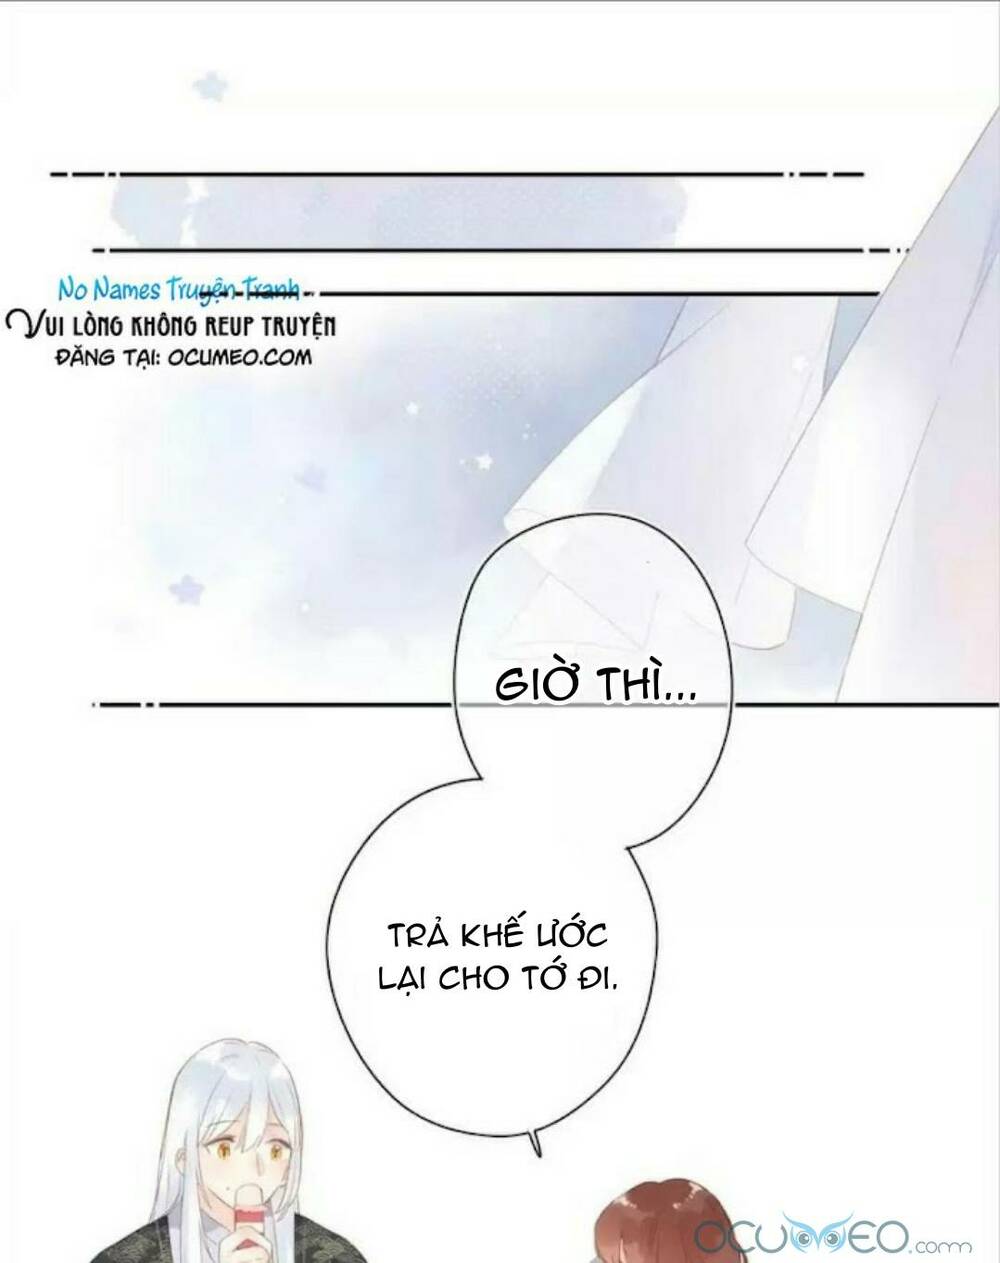 No Names Truyện Tranh
VUI LÒNG KHÔNG REUP TRUYỆN
ĐĂNG TẠI: OCUMEO.COM
GIỜ THÌ...
TRẢ KHẾ ƯỚC
LẠI CHO TỚ ĐI.
OCUMEO.com